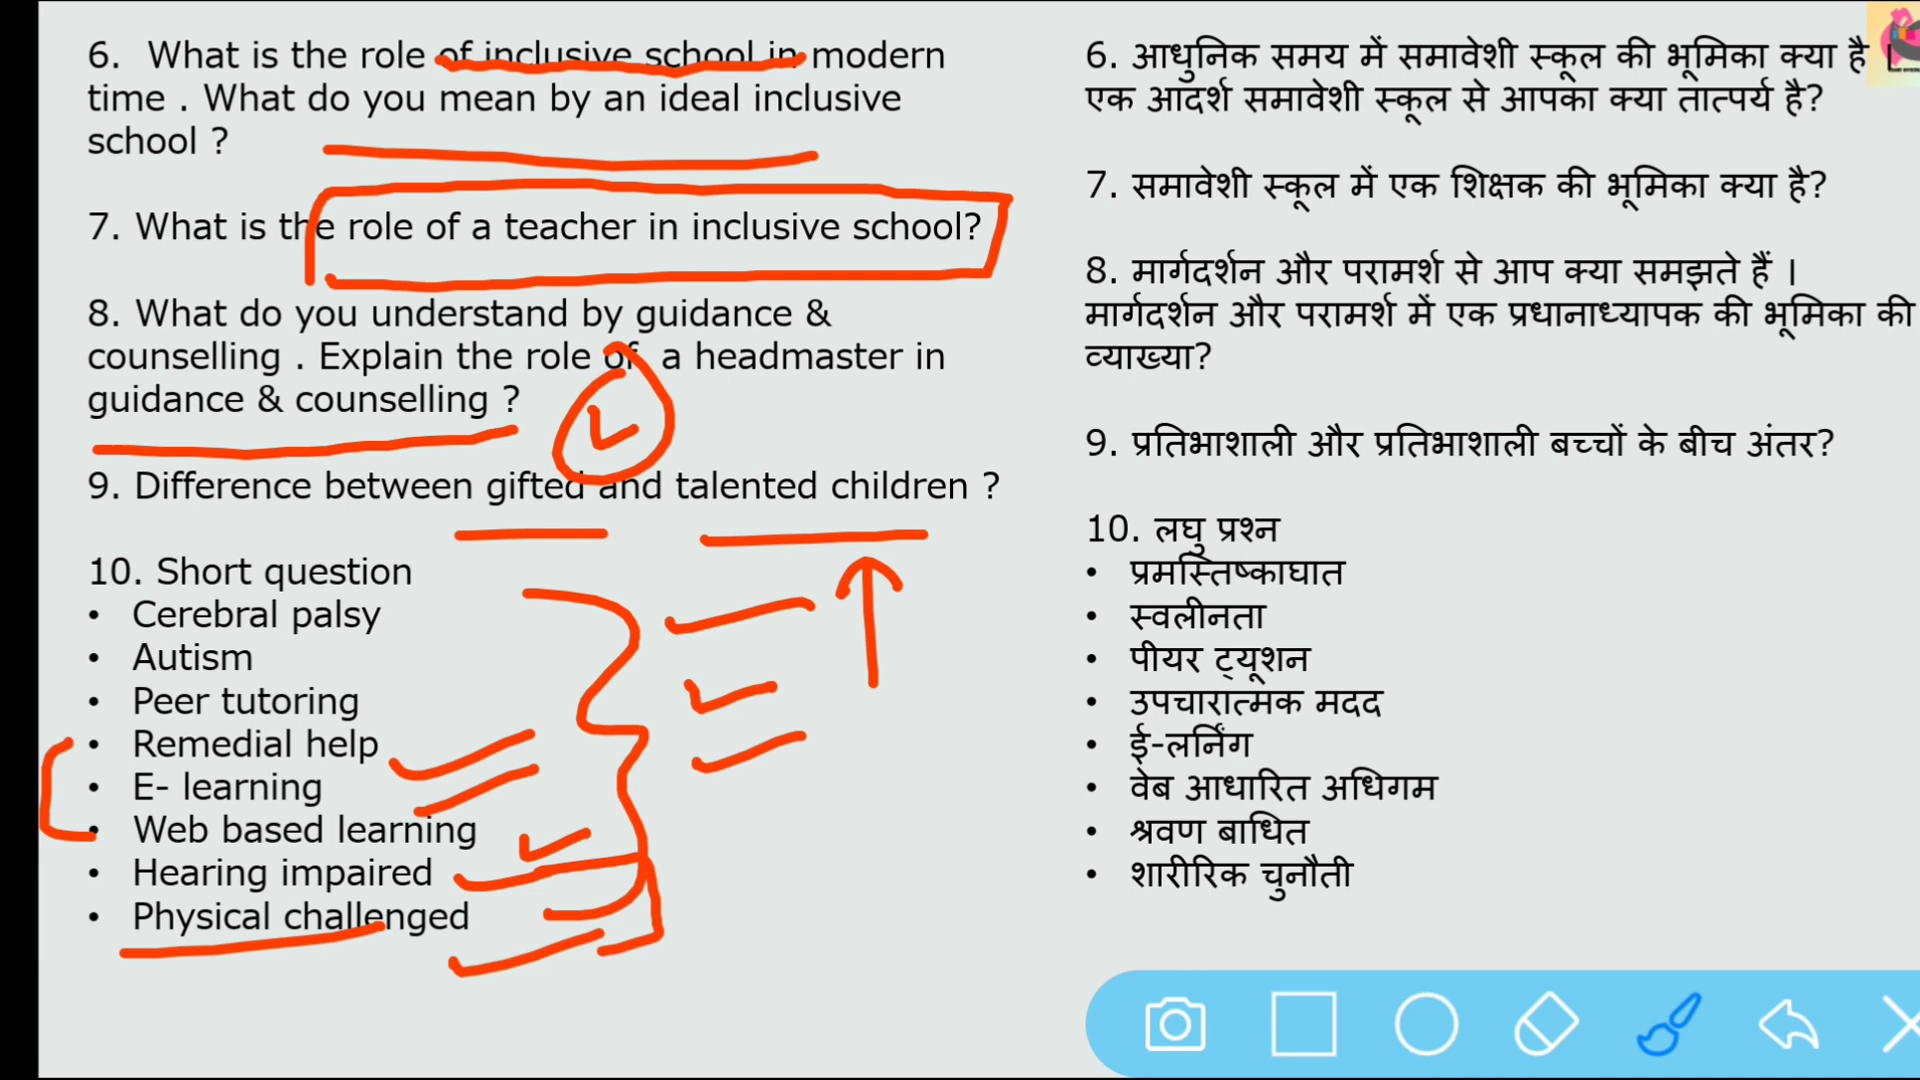 6. What is the role of inclusive school in modern
time . What do you mean by an ideal inclusive
school ?
7. What is the role of a teacher in inclusive school?
8. What do you understand by guidance &
counselling . Explain the role of a headmaster in
guidance & counselling ?
9. Difference between gifted and talented children ?
10. Short question
• Cerebral palsy
• Autism
• Peer tutoring
• Remedial help
• E- learning
• Web based learning
• Hearing impaired
• Physical challenged
6. आधुनिक समय में समावेशी स्कूल की भूमिका क्या है ।
एक आदर्श समावेशी स्कूल से आपका क्या तात्पर्य है?
7. समावेशी स्कूल में एक शिक्षक की भूमिका क्या है?
8. मार्गदर्शन और परामर्श से आप क्या समझते हैं ।
मार्गदर्शन और परामर्श में एक प्रधानाध्यापक की भूमिका की
व्याख्या?
9. प्रतिभाशाली और प्रतिभाशाली बच्चों के बीच अंतर?
10. लघु प्रश्न
• प्रमस्तिष्काघात
• स्वलीनता
• पीयर ट्यूशन
• उपचारात्मक मदद
• ई-लर्निंग
• वेब आधारित अधिगम
• श्रवण बाधित
• शारीरिक चुनौती